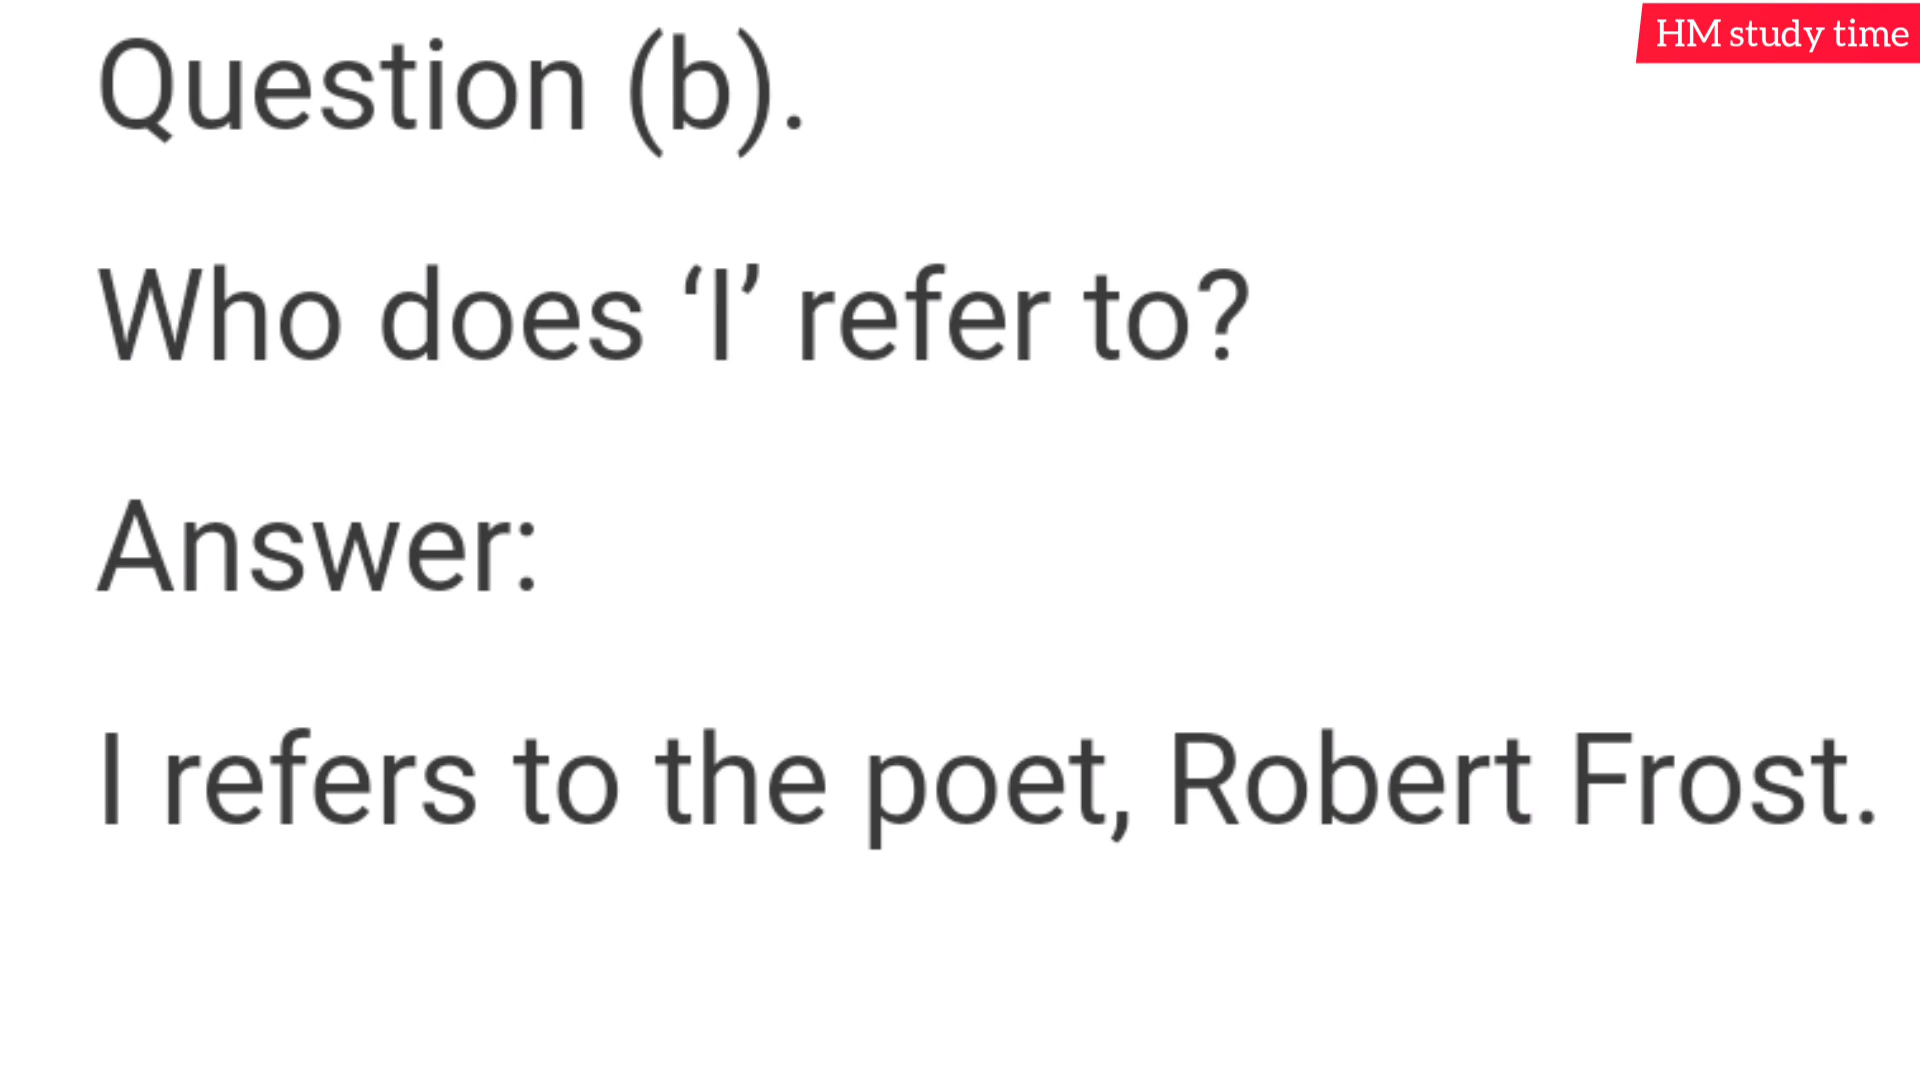 HM study time
Question (b).
Who does ‘I’ refer to?
Answer:
I refers to the poet, Robert Frost.